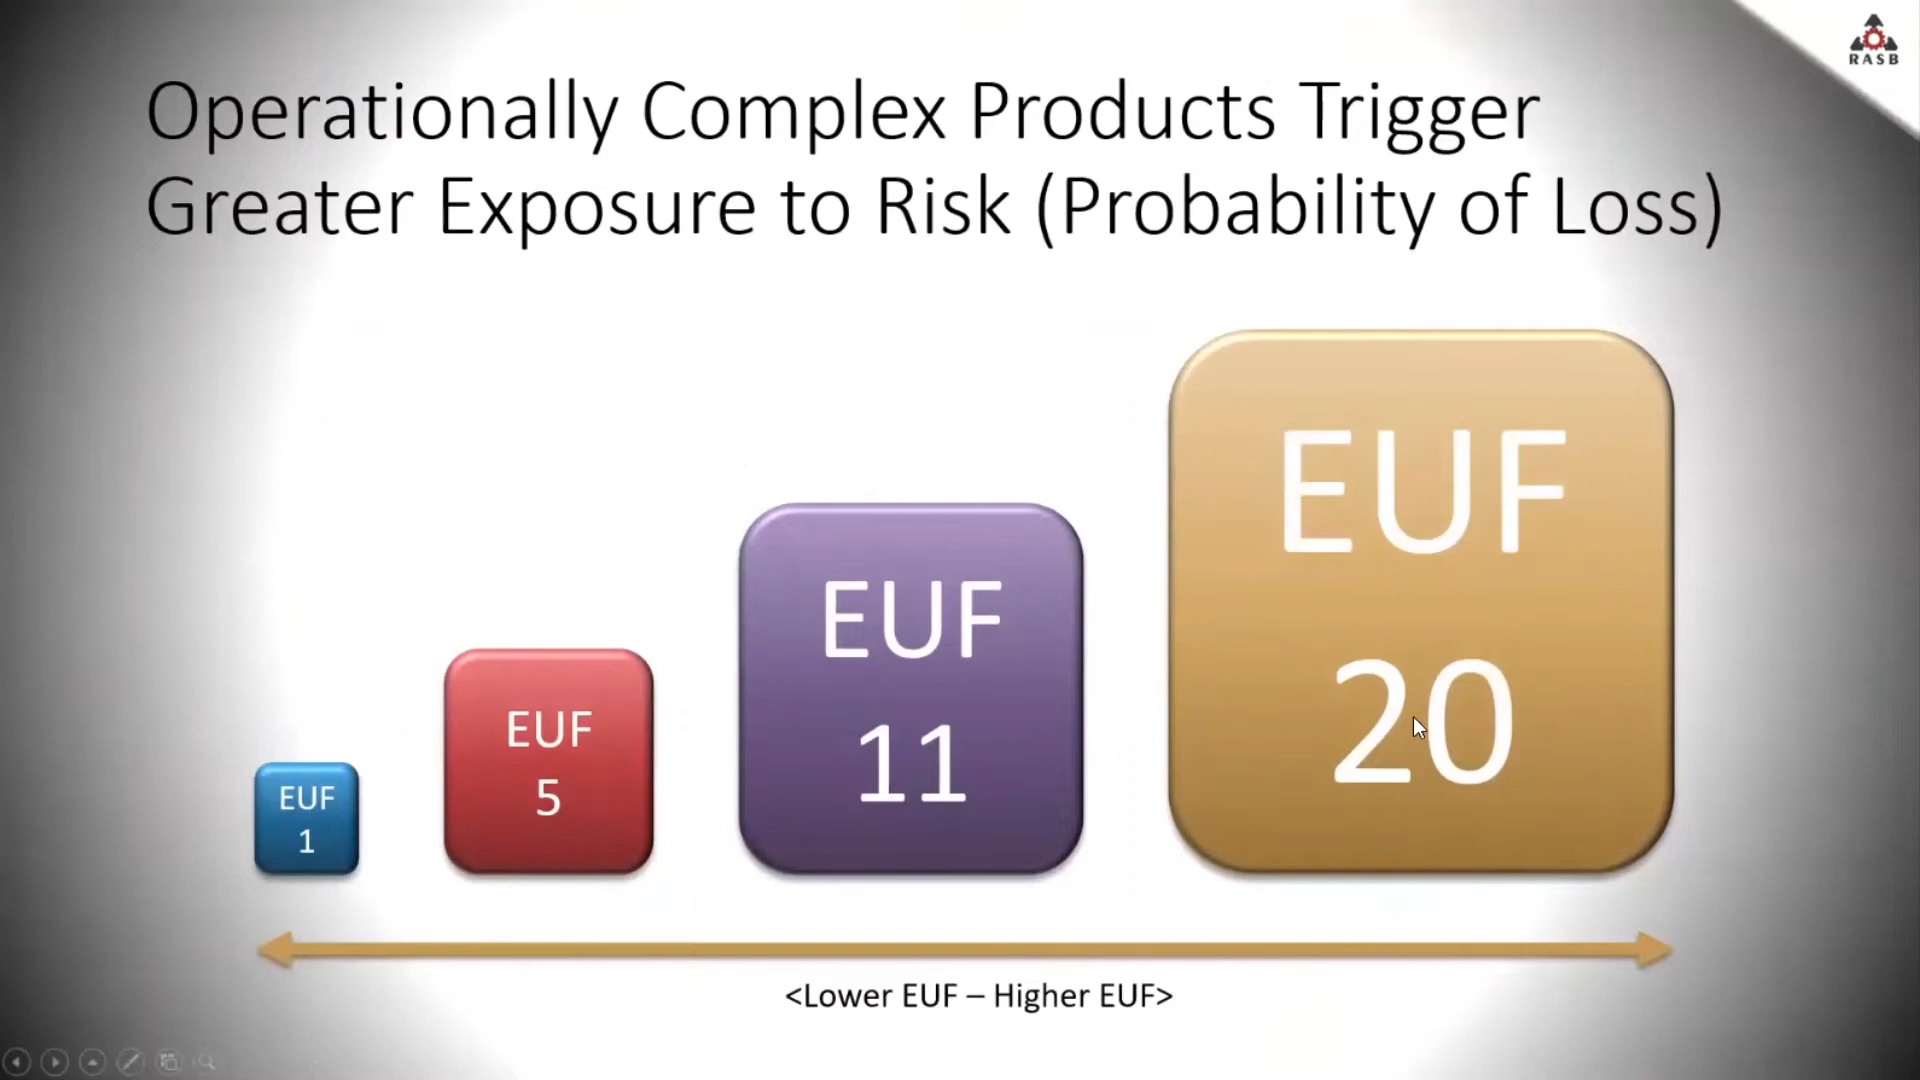 RASB
Operationally Complex Products Trigger
Greater Exposure to Risk (Probability of Loss)
EUF
1
EUF
5
EUF
11
EUF
20
<Lower EUF – Higher EUF>